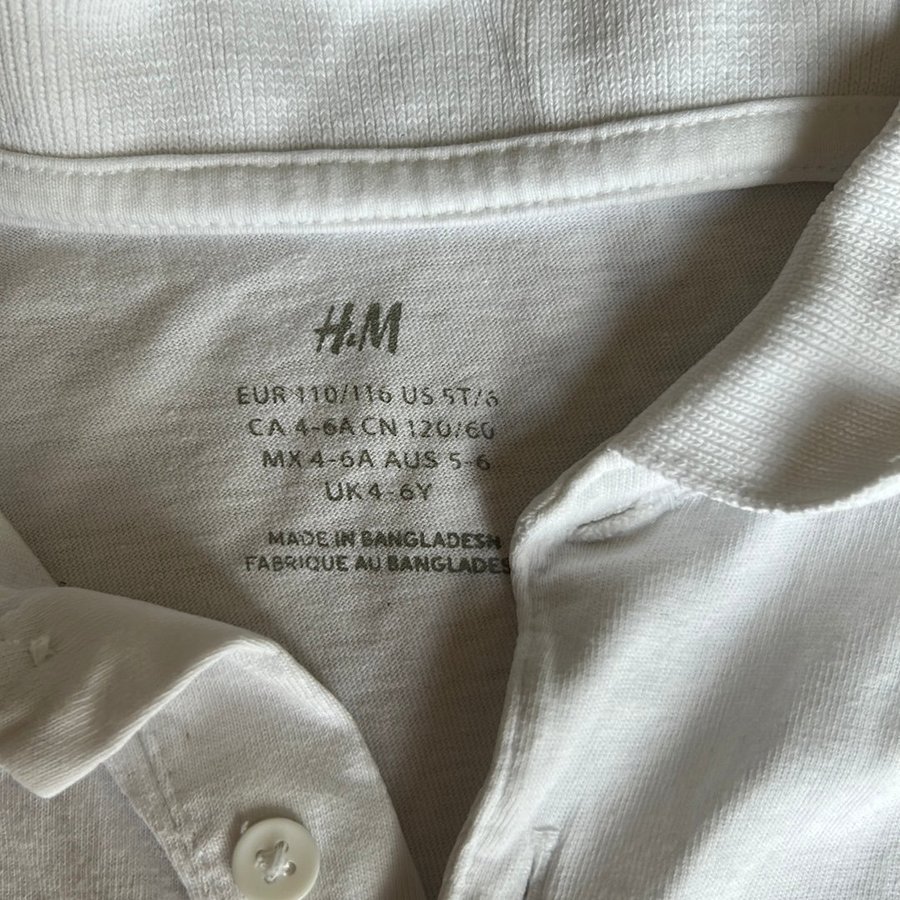 H&M
EUR 110/116 US 5T/6
CA 4-6A CN 120/60
MX 4-6A AUS 5-6
UK 4-6Y
MADE IN BANGLADESH
FABRIQUE AU BANGLADES